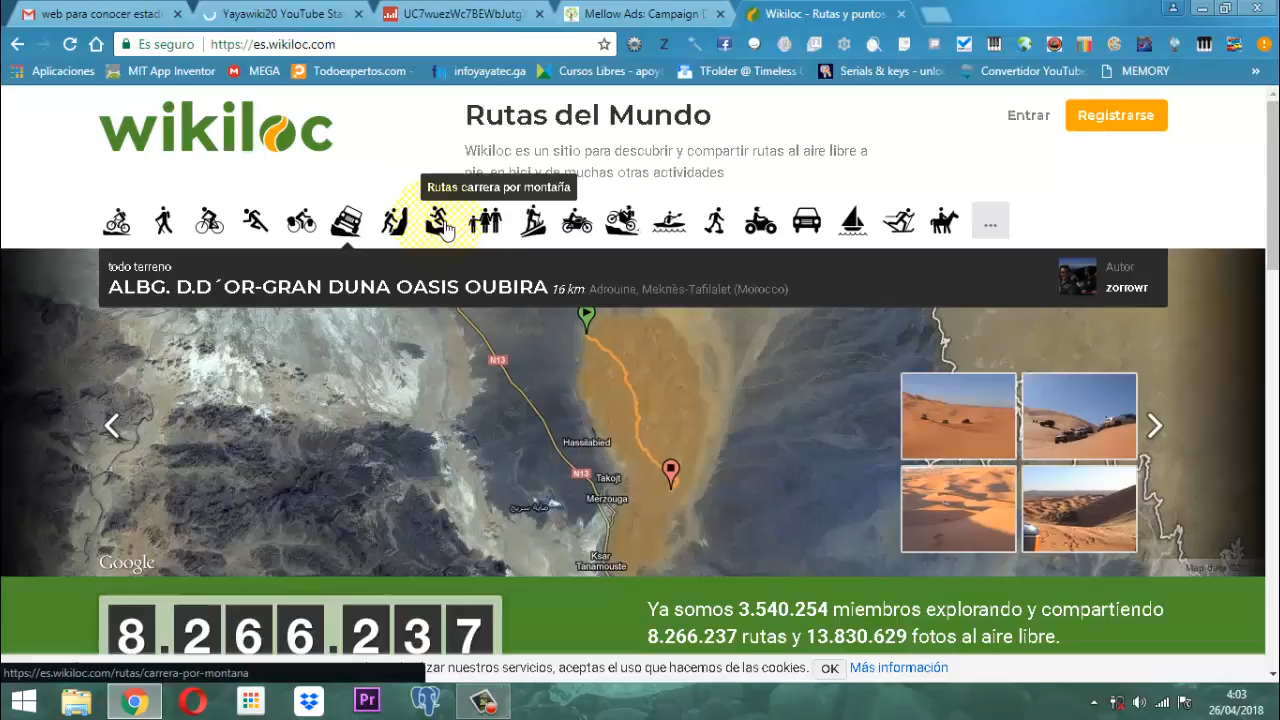 web para conocer estad
Yayawiki20 YouTube Sta
UC7wuezWc7BEWbJutg
Mellow Ads: Campaign [
Wikiloc - Rutas y puntos
Es seguro
https://es.wikiloc.com
Aplicaciones
MIT App Inventor
MEGA
Todoexpertos.com -
infoyayatec.ga
Cursos Libres - apoyo
TFolder @ Timeless
Serials & keys - unloc
Convertidor YouTube
MEMORY
»
wikiloc
Rutas del Mundo
Entrar
Registrarse
Wikiloc es un sitio para descubrir y compartir rutas al aire libre a
pie, en bici y de muchas otras actividades
Rutas carrera por montaña
...
todo terreno
ALBG. D.D´OR-GRAN DUNA OASIS OUBIRA 16 km. Adrouine, Meknès-Tafilalet (Morocco)
Autor
zorrowr
N13
Hassilabied
N13
Takojt
Merzouga
Ksar
Tanamouste
Google
Map data
8.266.237
Ya somos 3.540.254 miembros explorando y compartiendo
8.266.237 rutas y 13.830.629 fotos al aire libre.
zar nuestros servicios, aceptas el uso que hacemos de las cookies.
OK
Más información
https://es.wikiloc.com/rutas/carrera-por-montana
Pr
4:03
26/04/2018